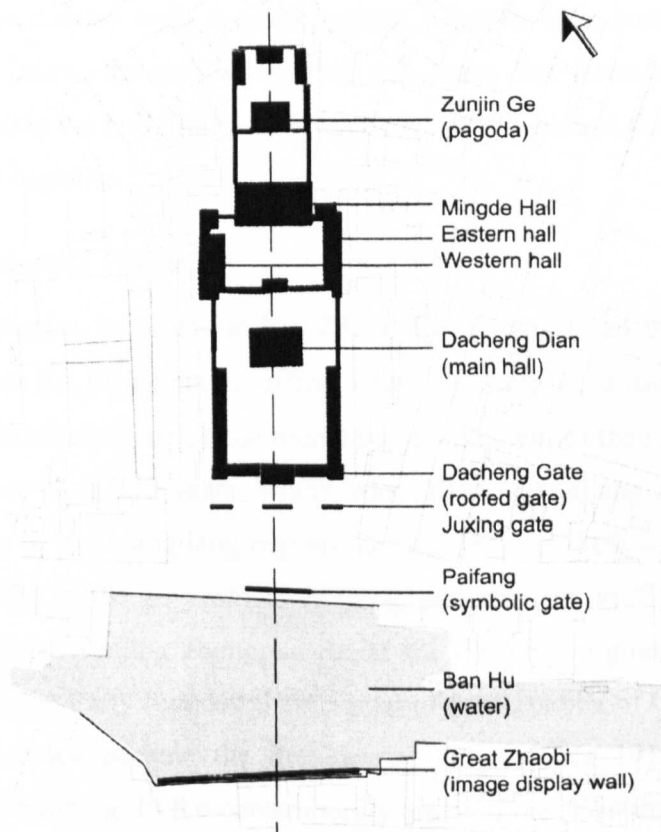 Zunjin Ge
(pagoda)
Mingde Hall
Eastern hall
Western hall
Dacheng Dian
(main hall)
Dacheng Gate
(roofed gate)
Juxing gate
Paifang
(symbolic gate)
Ban Hu
(water)
Great Zhaobi
(image display wall)